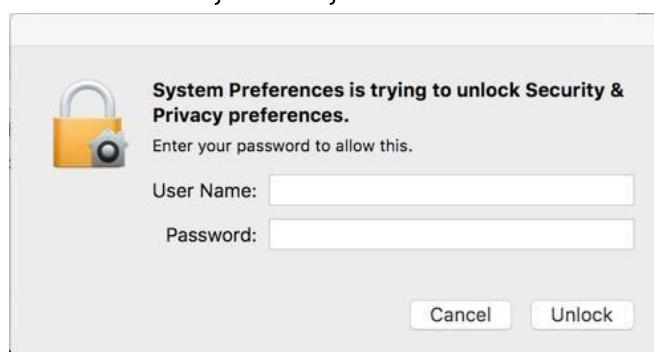 System Preferences is trying to unlock Security &
Privacy preferences.
Enter your password to allow this.
User Name:
Password:
Cancel
Unlock